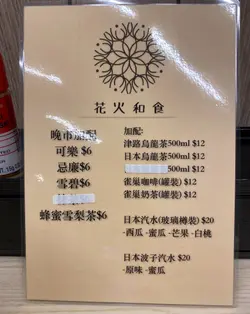 花火和食
晚市加配
可樂$6
忌廉$6
雪碧$6
$6
蜂蜜雪梨茶$6
加配:
津路烏龍茶500ml $12
日本烏龍茶500ml $12
500ml $12
雀巢咖啡(罐裝) $12
雀巢奶茶(罐裝) $12
日本汽水(玻璃樽裝) $20
-西瓜 -蜜瓜 -芒果 -白桃
日本波子汽水 $20
-原味 -蜜瓜